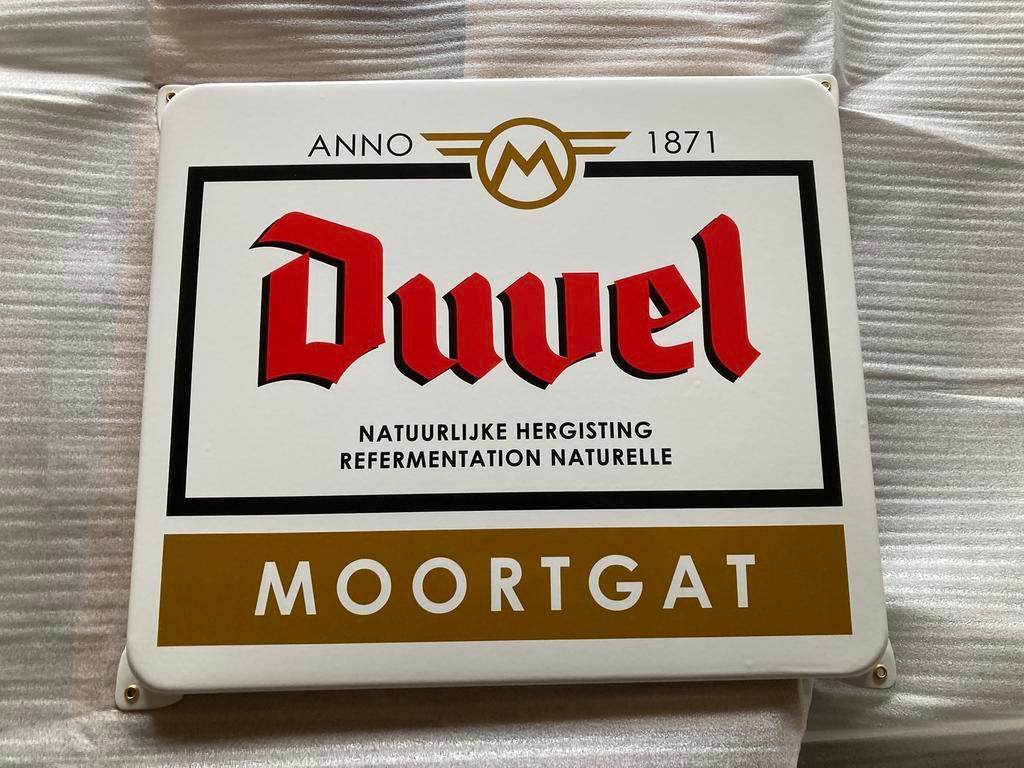 ANNO M 1871
Duvel
NATUURLIJKE HERGISTING
REFERMENTATION NATURELLE
MOORTGAT